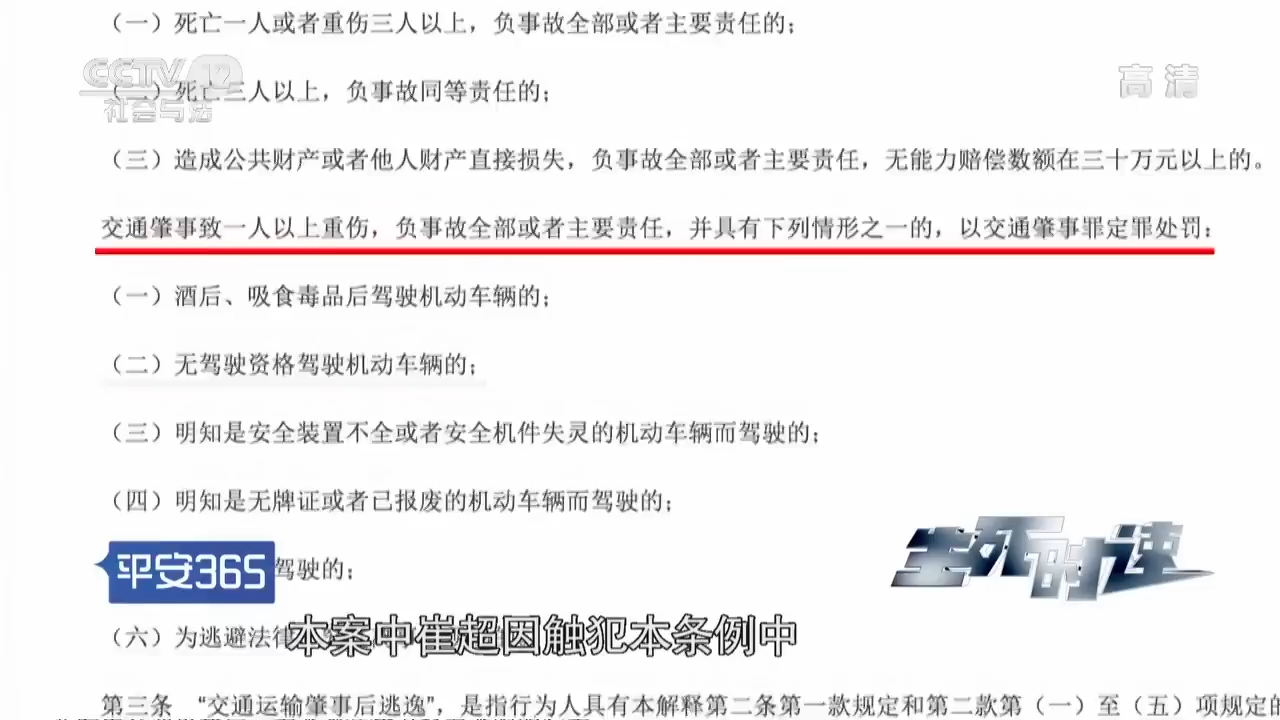 （一）死亡一人或者重伤三人以上，负事故全部或者主要责任的；
CCTV 12
社会与法
高清
（二）死亡三人以上，负事故同等责任的；
（三）造成公共财产或者他人财产直接损失，负事故全部或者主要责任，无能力赔偿数额在三十万元以上的。
交通肇事致一人以上重伤，负事故全部或者主要责任，并具有下列情形之一的，以交通肇事罪定罪处罚：
（一）酒后、吸食毒品后驾驶机动车辆的；
（二）无驾驶资格驾驶机动车辆的；
（三）明知是安全装置不全或者安全机件失灵的机动车辆而驾驶的；
（四）明知是无牌证或者已报废的机动车辆而驾驶的；
生死时速
平安365
驾驶的；
（六）为逃避法律
本案中崔超因触犯本条例中
第三条 “交通运输肇事后逃逸”，是指行为人具有本解释第二条第一款规定和第二款第（一）至（五）项规定的